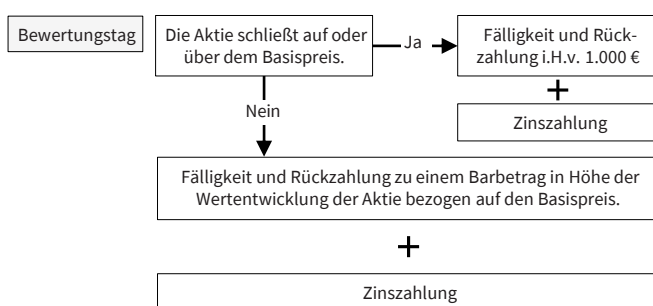 Bewertungstag
Die Aktie schließt auf oder
über dem Basispreis.
Ja
Fälligkeit und Rück-
zahlung i.H.v. 1.000 €
+
Zinszahlung
Nein
Fälligkeit und Rückzahlung zu einem Barbetrag in Höhe der
Wertentwicklung der Aktie bezogen auf den Basispreis.
+
Zinszahlung